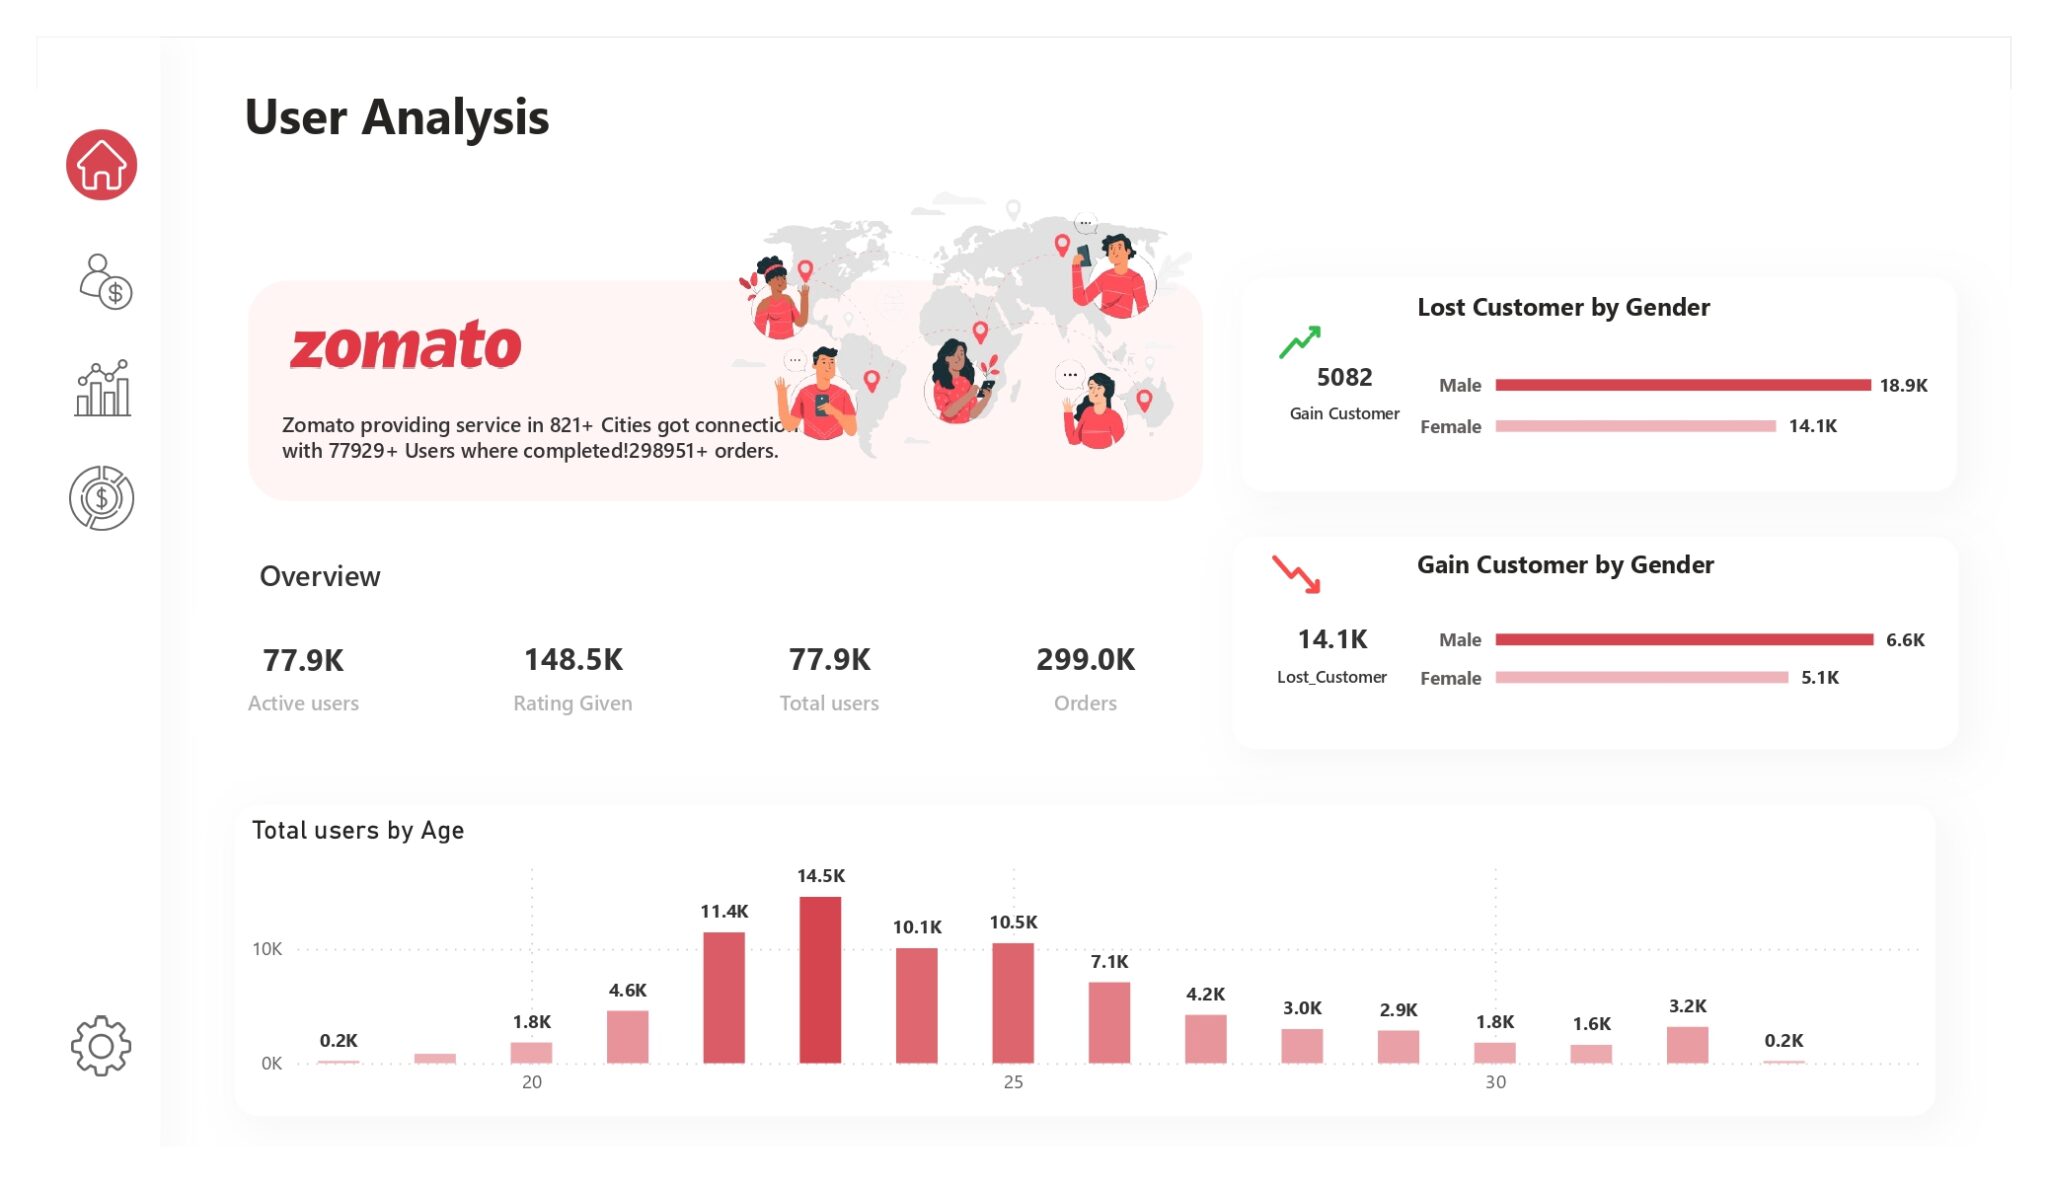 User Analysis
zomato
Zomato providing service in 821+ Cities got connection
with 77929+ Users where completed!298951+ orders.
Lost Customer by Gender
5082
Gain Customer
Male 18.9K
Female 14.1K
Overview
77.9K
Active users
148.5K
Rating Given
77.9K
Total users
299.0K
Orders
Gain Customer by Gender
14.1K
Lost_Customer
Male 6.6K
Female 5.1K
Total users by Age
10K
0K
0.2K
1.8K
4.6K
11.4K
14.5K
10.1K
10.5K
7.1K
4.2K
3.0K
2.9K
1.8K
1.6K
3.2K
0.2K
20 25 30